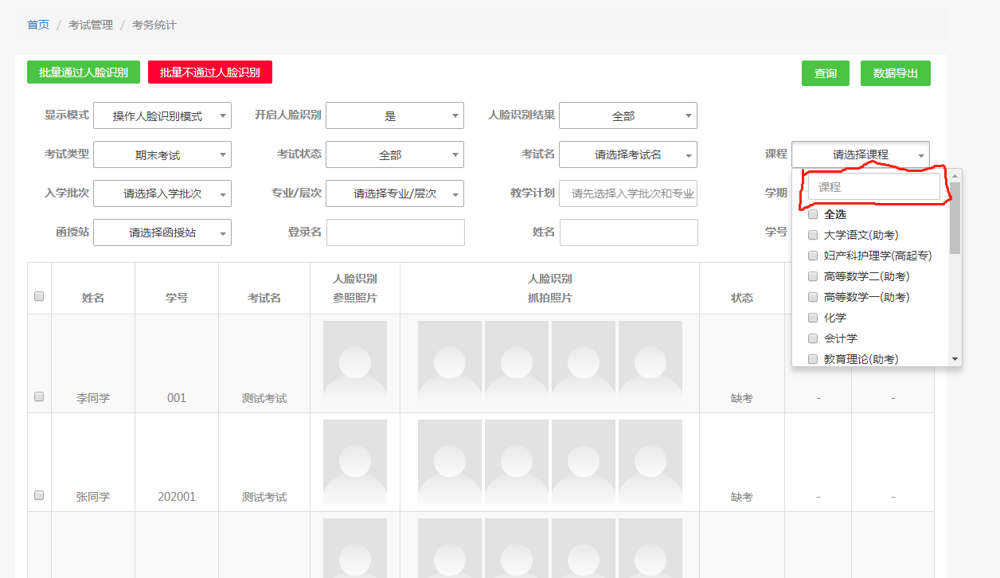 首页 / 考试管理 / 考务统计
批量通过人脸识别 批量不通过人脸识别 查询 数据导出
显示模式 操作人脸识别模式 开启人脸识别 是 人脸识别结果 全部
考试类型 期末考试 考试状态 全部 考试名 请选择考试名 课程 请选择课程
入学批次 请选择入学批次 专业/层次 请选择专业/层次 教学计划 请先选择入学批次和专业 学期
函授站 请选择函授站 登录名 姓名 学号
课程
全选
大学语文(助考)
妇产科护理学(高起专)
高等数学二(助考)
高等数学一(助考)
化学
会计学
教育理论(助考)
姓名 学号 考试名 人脸识别 参照照片 人脸识别 抓拍照片 状态
李同学 001 测试考试 缺考 - -
张同学 202001 测试考试 缺考 - -